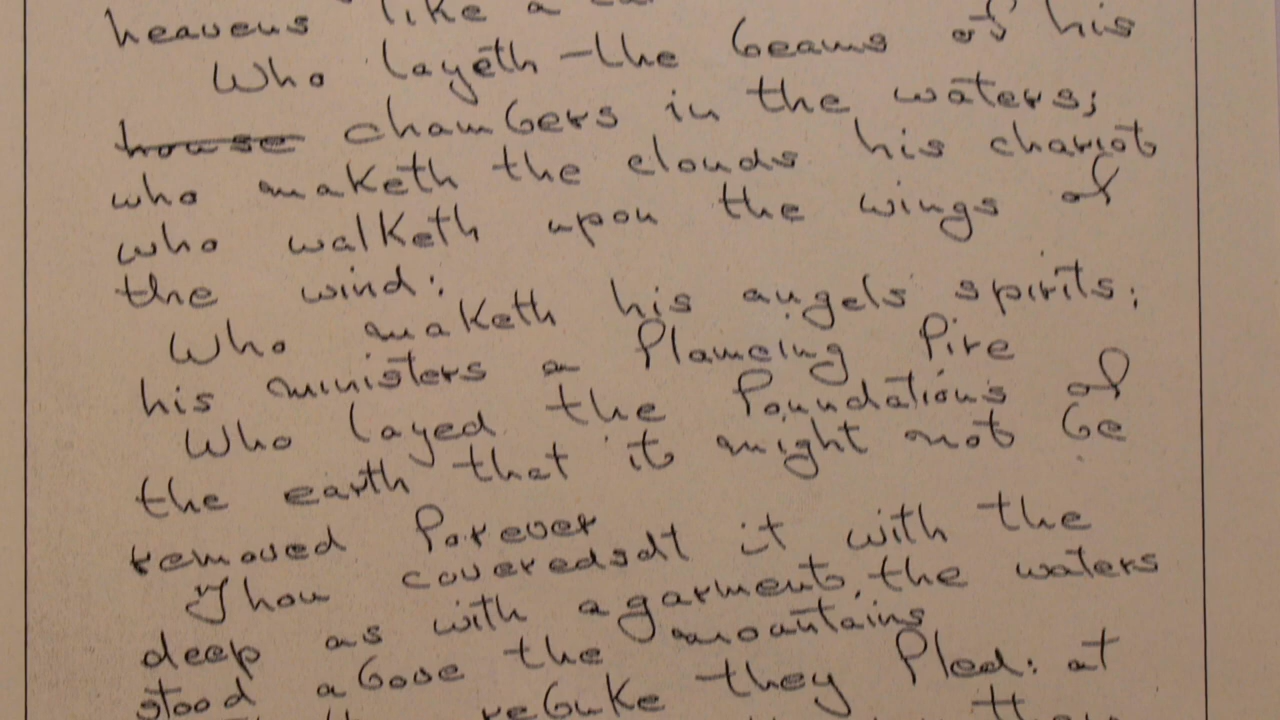 heavens like a
Who layeth the beams of his
house chambers in the waters;
who maketh the clouds his chariot
who walketh upon the wings of
the wind:
Who maketh his angels spirits;
his ministers a flameing fire
Who layed the foundations of
the earth that it might not be
removed forever
Thou coveredsdt it with the
deep as with a garment, the waters
stood above the mountains
rebuke they fled: at